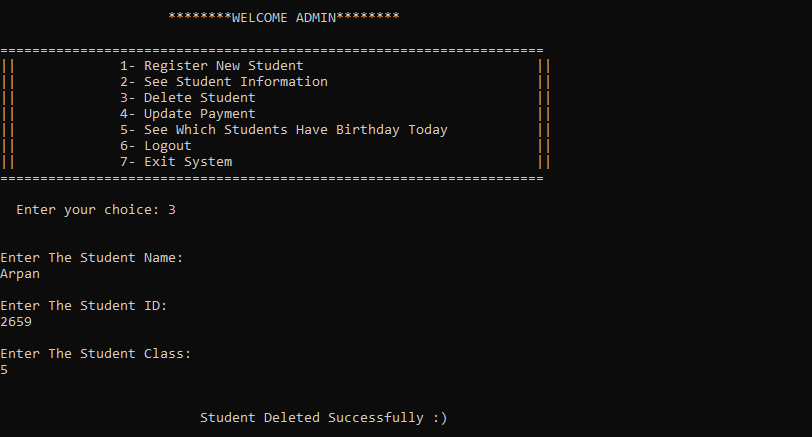 ********WELCOME ADMIN********
====================================================================
|| 1- Register New Student ||
|| 2- See Student Information ||
|| 3- Delete Student ||
|| 4- Update Payment ||
|| 5- See Which Students Have Birthday Today ||
|| 6- Logout ||
|| 7- Exit System ||
====================================================================
Enter your choice: 3
Enter The Student Name:
Arpan
Enter The Student ID:
2659
Enter The Student Class:
5
Student Deleted Successfully :)